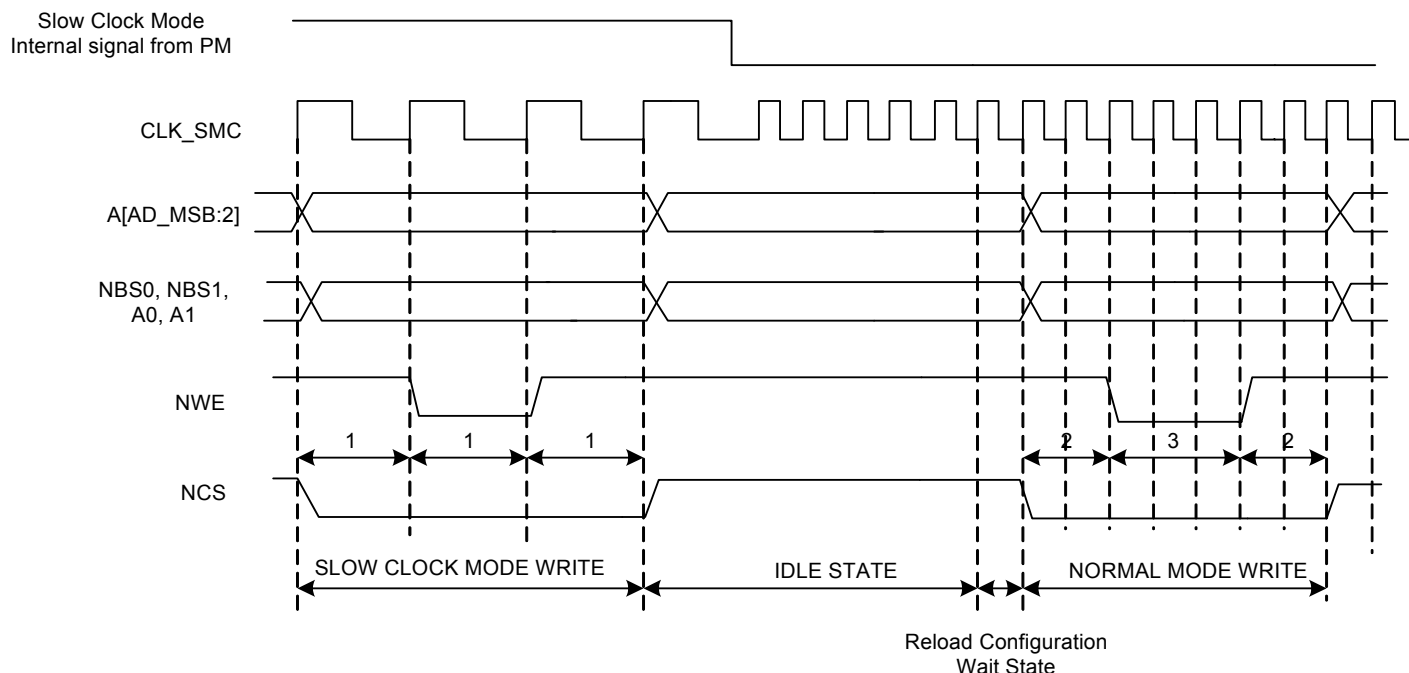 Slow Clock Mode
Internal signal from PM
CLK_SMC
A[AD_MSB:2]
NBS0, NBS1,
A0, A1
NWE
1 1 1 2 3 2
NCS
SLOW CLOCK MODE WRITE IDLE STATE NORMAL MODE WRITE
Reload Configuration
Wait State